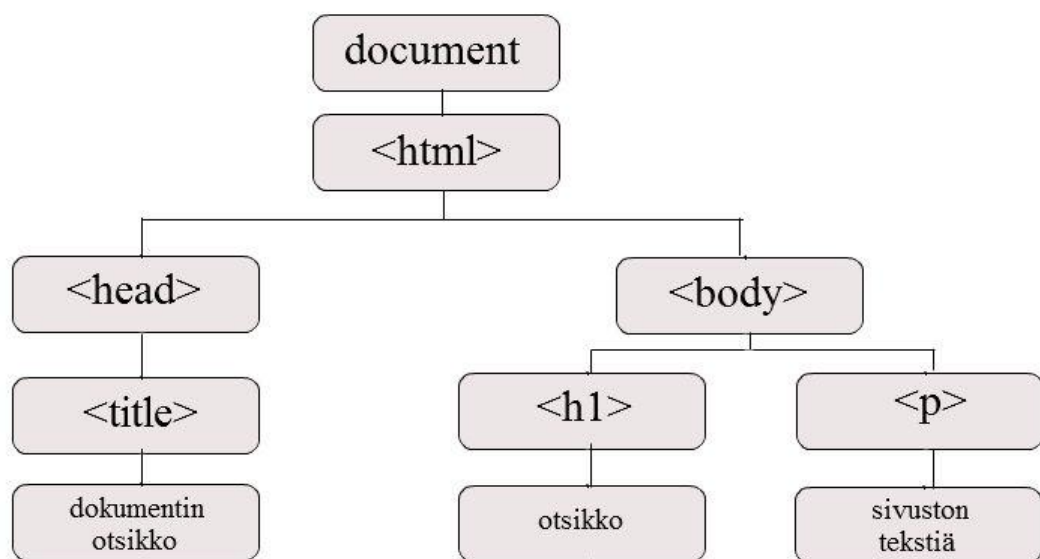 document
<html>
<head>
<body>
<title>
<h1>
<p>
dokumentin
otsikko
otsikko
sivuston
tekstiä